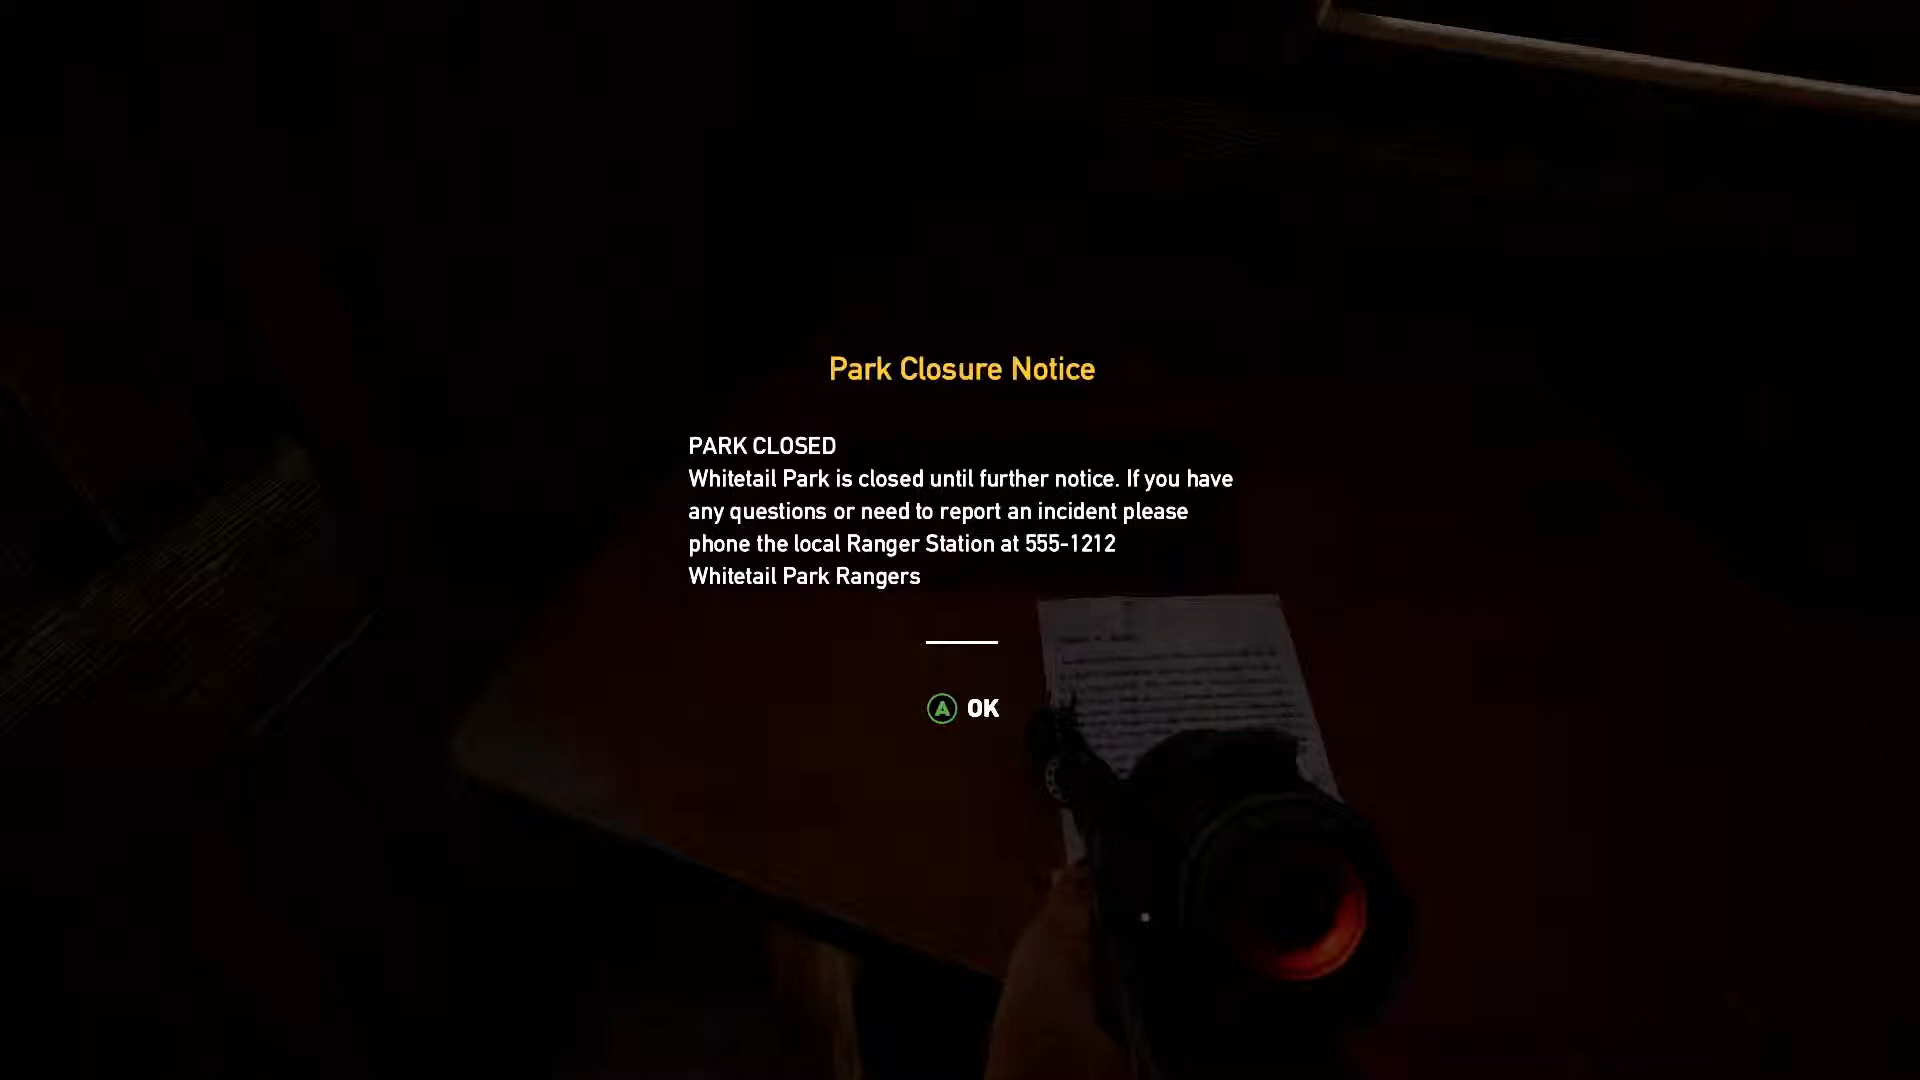 Park Closure Notice
PARK CLOSED
Whitetail Park is closed until further notice. If you have
any questions or need to report an incident please
phone the local Ranger Station at 555-1212
Whitetail Park Rangers
A OK